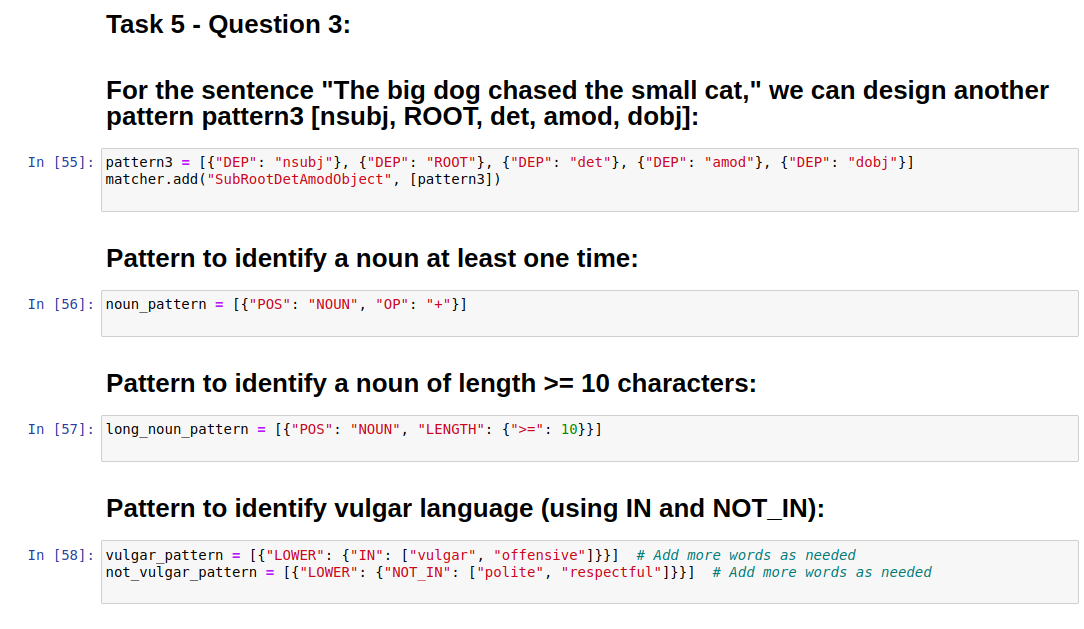 Task 5 - Question 3:
For the sentence "The big dog chased the small cat," we can design another
pattern pattern3 [nsubj, ROOT, det, amod, dobj]:
In [55]: pattern3 = [{"DEP": "nsubj"}, {"DEP": "ROOT"}, {"DEP": "det"}, {"DEP": "amod"}, {"DEP": "dobj"}]
matcher.add("SubRootDetAmodObject", [pattern3])
Pattern to identify a noun at least one time:
In [56]: noun_pattern = [{"POS": "NOUN", "OP": "+"}]
Pattern to identify a noun of length >= 10 characters:
In [57]: long_noun_pattern = [{"POS": "NOUN", "LENGTH": {">=": 10}}]
Pattern to identify vulgar language (using IN and NOT_IN):
In [58]: vulgar_pattern = [{"LOWER": {"IN": ["vulgar", "offensive"]}}]  # Add more words as needed
not_vulgar_pattern = [{"LOWER": {"NOT_IN": ["polite", "respectful"]}}]  # Add more words as needed